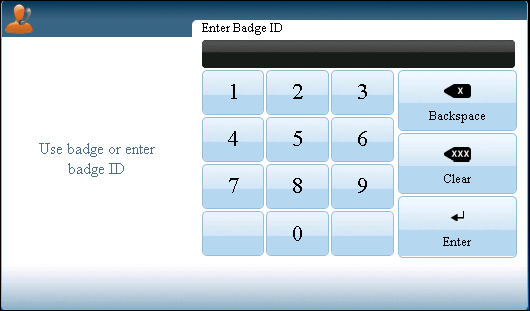 Enter Badge ID
Use badge or enter
badge ID
1 2 3
X
Backspace
4 5 6
XXX
Clear
7 8 9
0
Enter